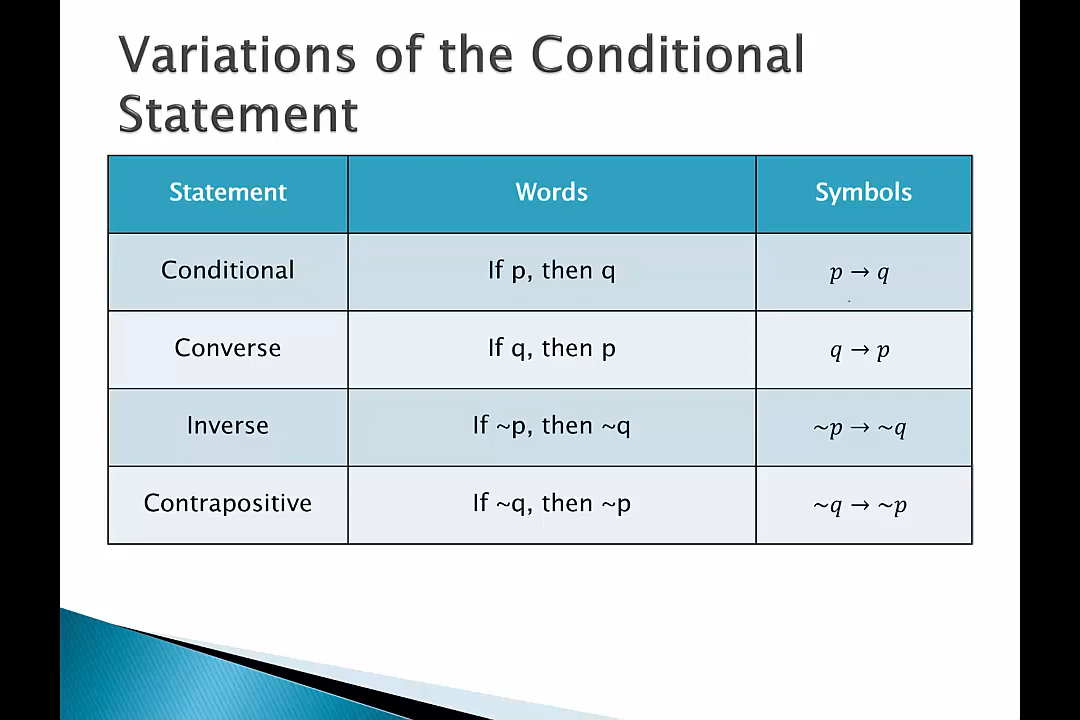 Variations of the Conditional
Statement
Statement Words Symbols
Conditional If p, then q p → q
Converse If q, then p q → p
Inverse If ~p, then ~q ~p → ~q
Contrapositive If ~q, then ~p ~q → ~p